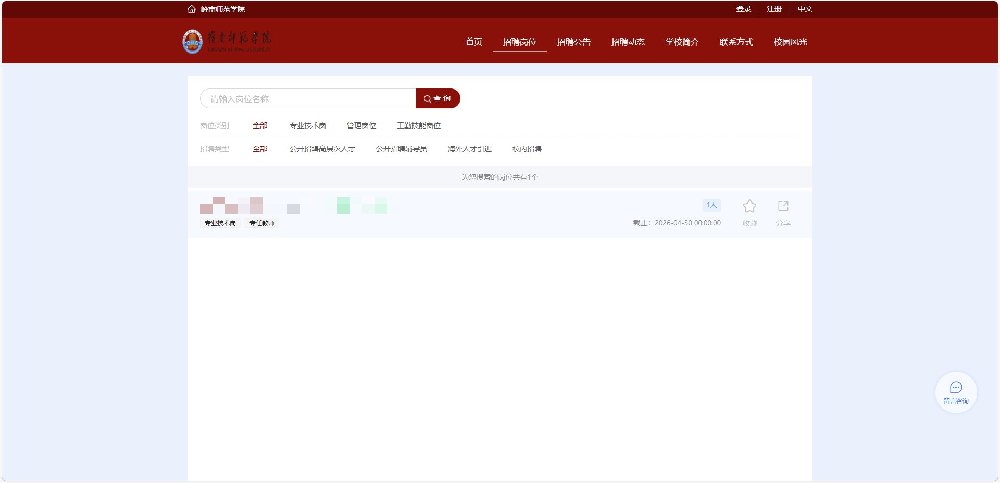 岭南师范学院
登录 注册 中文
嶺南師範學院
LINGNAN NORMAL UNIVERSITY
首页 招聘岗位 招聘公告 招聘动态 学校简介 联系方式 校园风光
请输入岗位名称 查 询
岗位类别 全部 专业技术岗 管理岗位 工勤技能岗位
招聘类型 全部 公开招聘高层次人才 公开招聘辅导员 海外人才引进 校内招聘
为您搜索的岗位共有1个
1人
专业技术岗 专任教师 截止：2026-04-30 00:00:00 收藏 分享
留言咨询